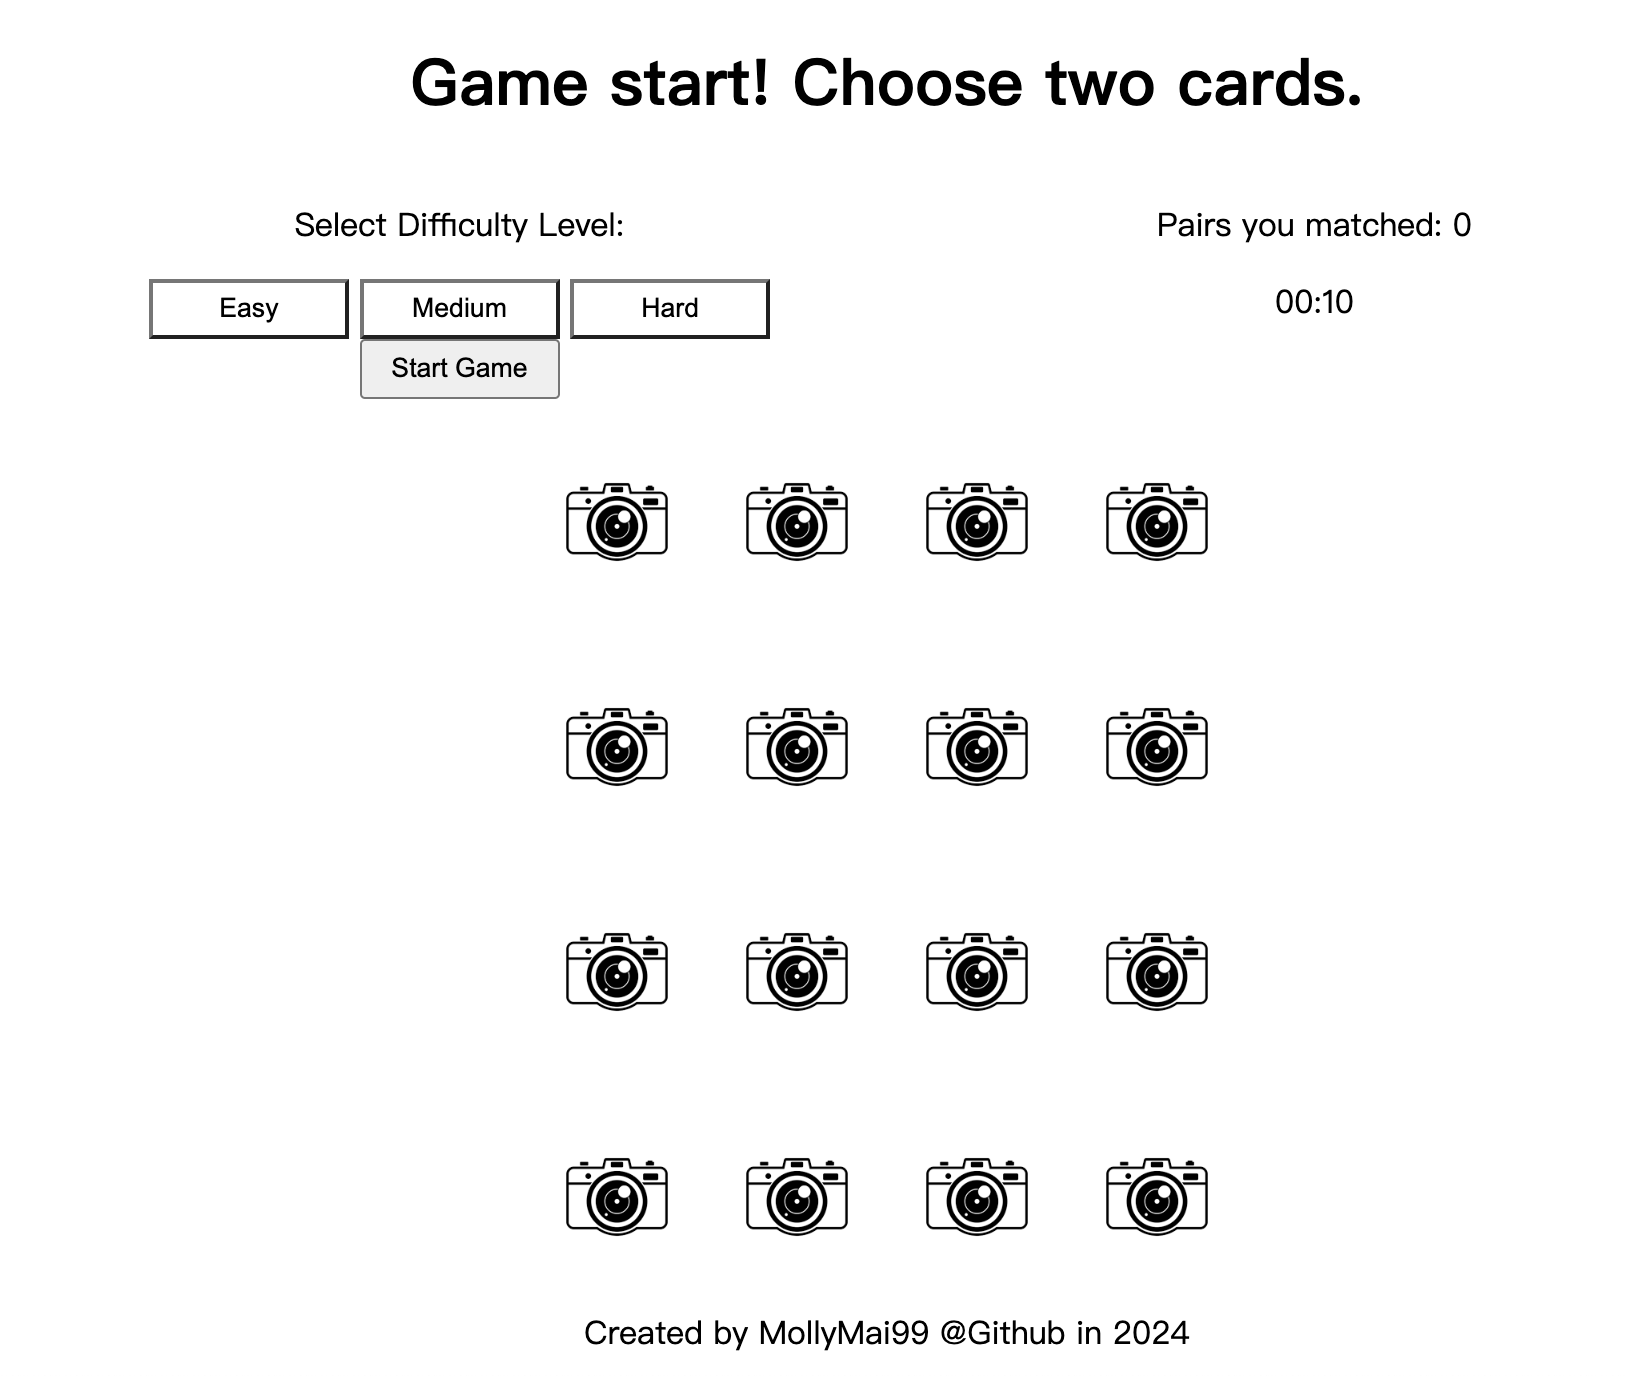 Game start! Choose two cards.
Select Difficulty Level:
Pairs you matched: 0
Easy
Medium
Hard
00:10
Start Game
Created by MollyMai99 @Github in 2024